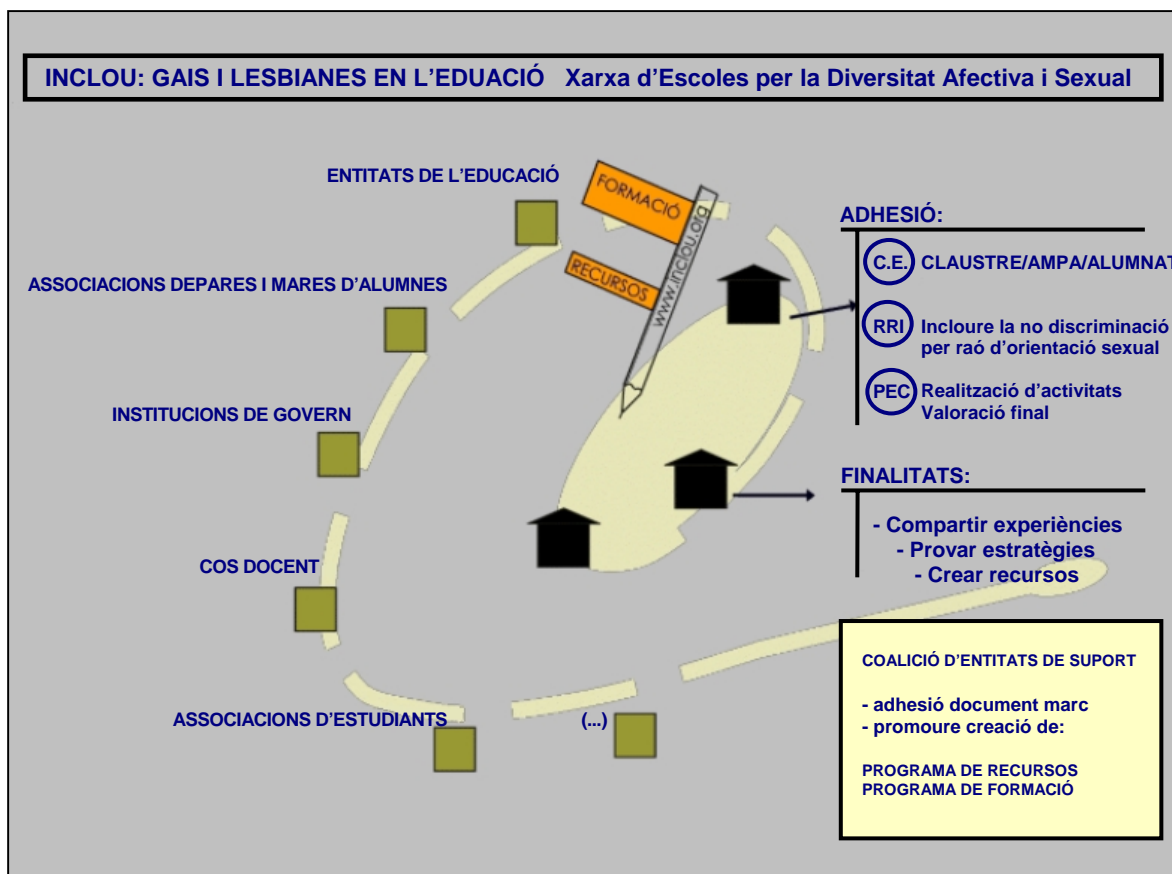 INCLOU: GAIS I LESBIANES EN L’EDUACIÓ Xarxa d’Escoles per la Diversitat Afectiva i Sexual
ENTITATS DE L’EDUCACIÓ
FORMACIÓ
RECURSOS
www.inclou.org
ASSOCIACIONS DEPARES I MARES D’ALUMNES
INSTITUCIONS DE GOVERN
COS DOCENT
ASSOCIACIONS D’ESTUDIANTS
(...)
ADHESIÓ:
C.E. CLAUSTRE/AMPA/ALUMNAT
RRI Incloure la no discriminació
per raó d’orientació sexual
PEC Realització d’activitats
Valoració final
FINALITATS:
- Compartir experiències
- Provar estratègies
- Crear recursos
COALICIÓ D’ENTITATS DE SUPORT
- adhesió document marc
- promoure creació de:
PROGRAMA DE RECURSOS
PROGRAMA DE FORMACIÓ